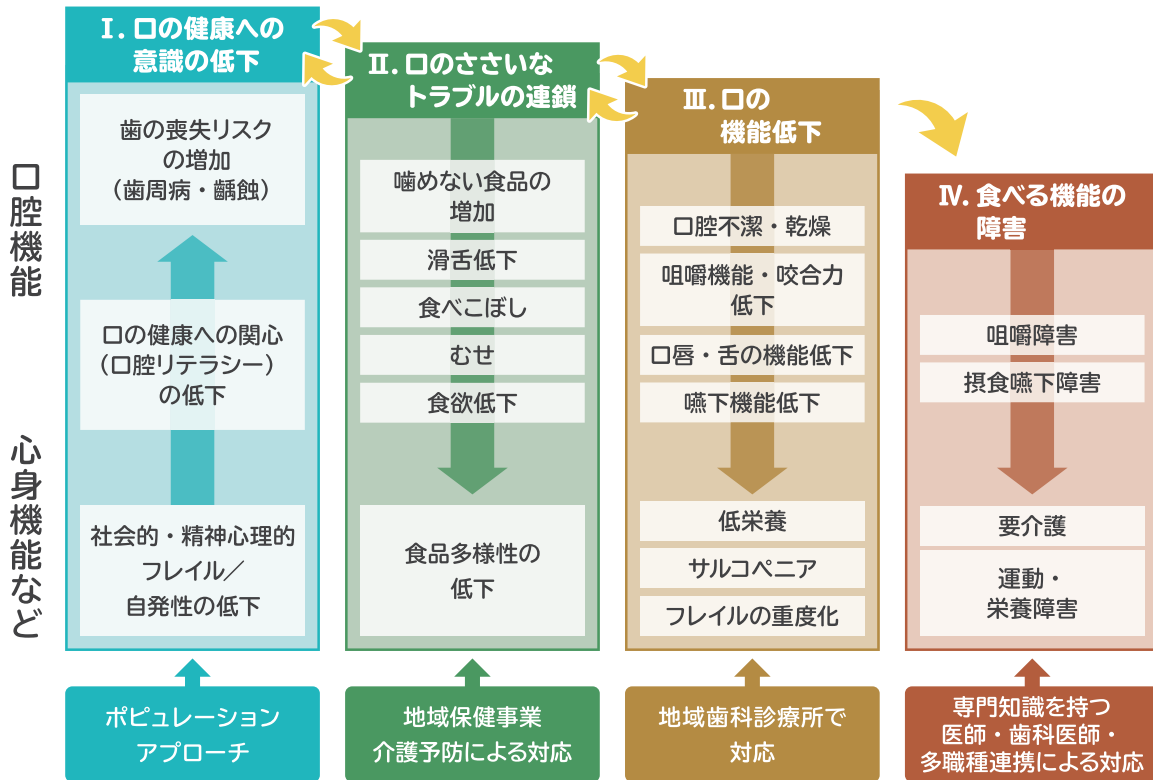 Ⅰ. 口の健康への
意識の低下
Ⅱ. 口のささいな
トラブルの連鎖
Ⅲ. 口の
機能低下
Ⅳ. 食べる機能の
障害
口腔機能
心身機能など
歯の喪失リスク
の増加
（歯周病・齲蝕）
口の健康への関心
（口腔リテラシー）
の低下
社会的・精神心理的
フレイル／
自発性の低下
噛めない食品の
増加
滑舌低下
食べこぼし
むせ
食欲低下
食品多様性の
低下
口腔不潔・乾燥
咀嚼機能・咬合力
低下
口唇・舌の機能低下
嚥下機能低下
低栄養
サルコペニア
フレイルの重度化
咀嚼障害
摂食嚥下障害
要介護
運動・
栄養障害
ポピュレーション
アプローチ
地域保健事業
介護予防による対応
地域歯科診療所で
対応
専門知識を持つ
医師・歯科医師・
多職種連携による対応